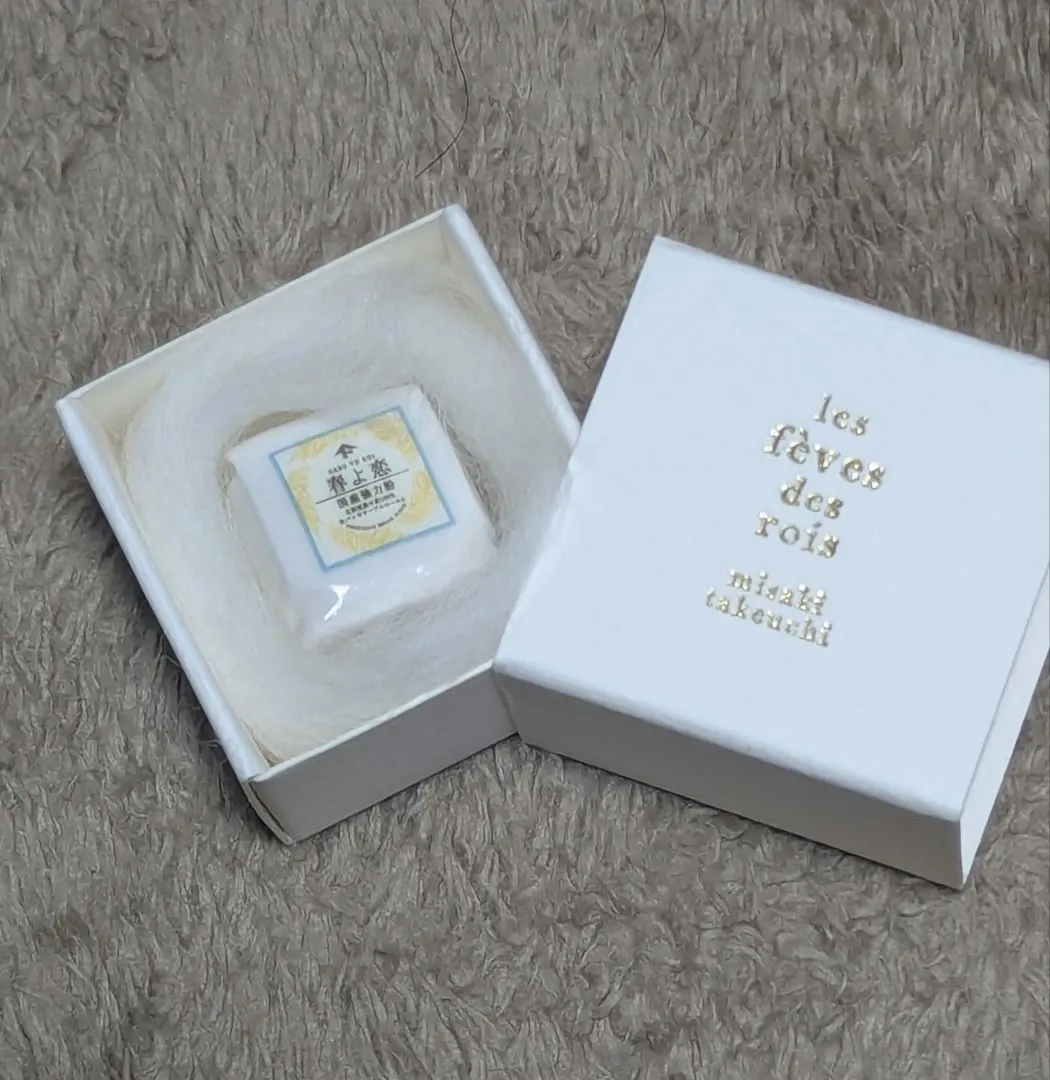 HARU YO KOI
春よ恋
国産強力粉
les
fèves
des
rois
misaki
takeuchi